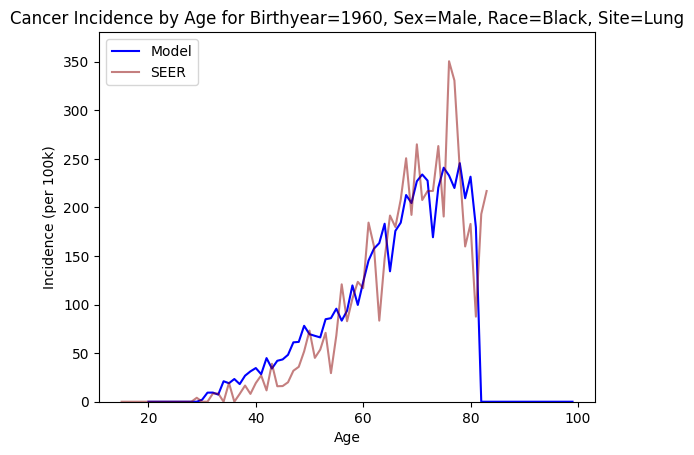 Cancer Incidence by Age for Birthyear=1960, Sex=Male, Race=Black, Site=Lung
Model
SEER
350
300
250
200
150
100
50
0
Incidence (per 100k)
20
40
60
80
100
Age